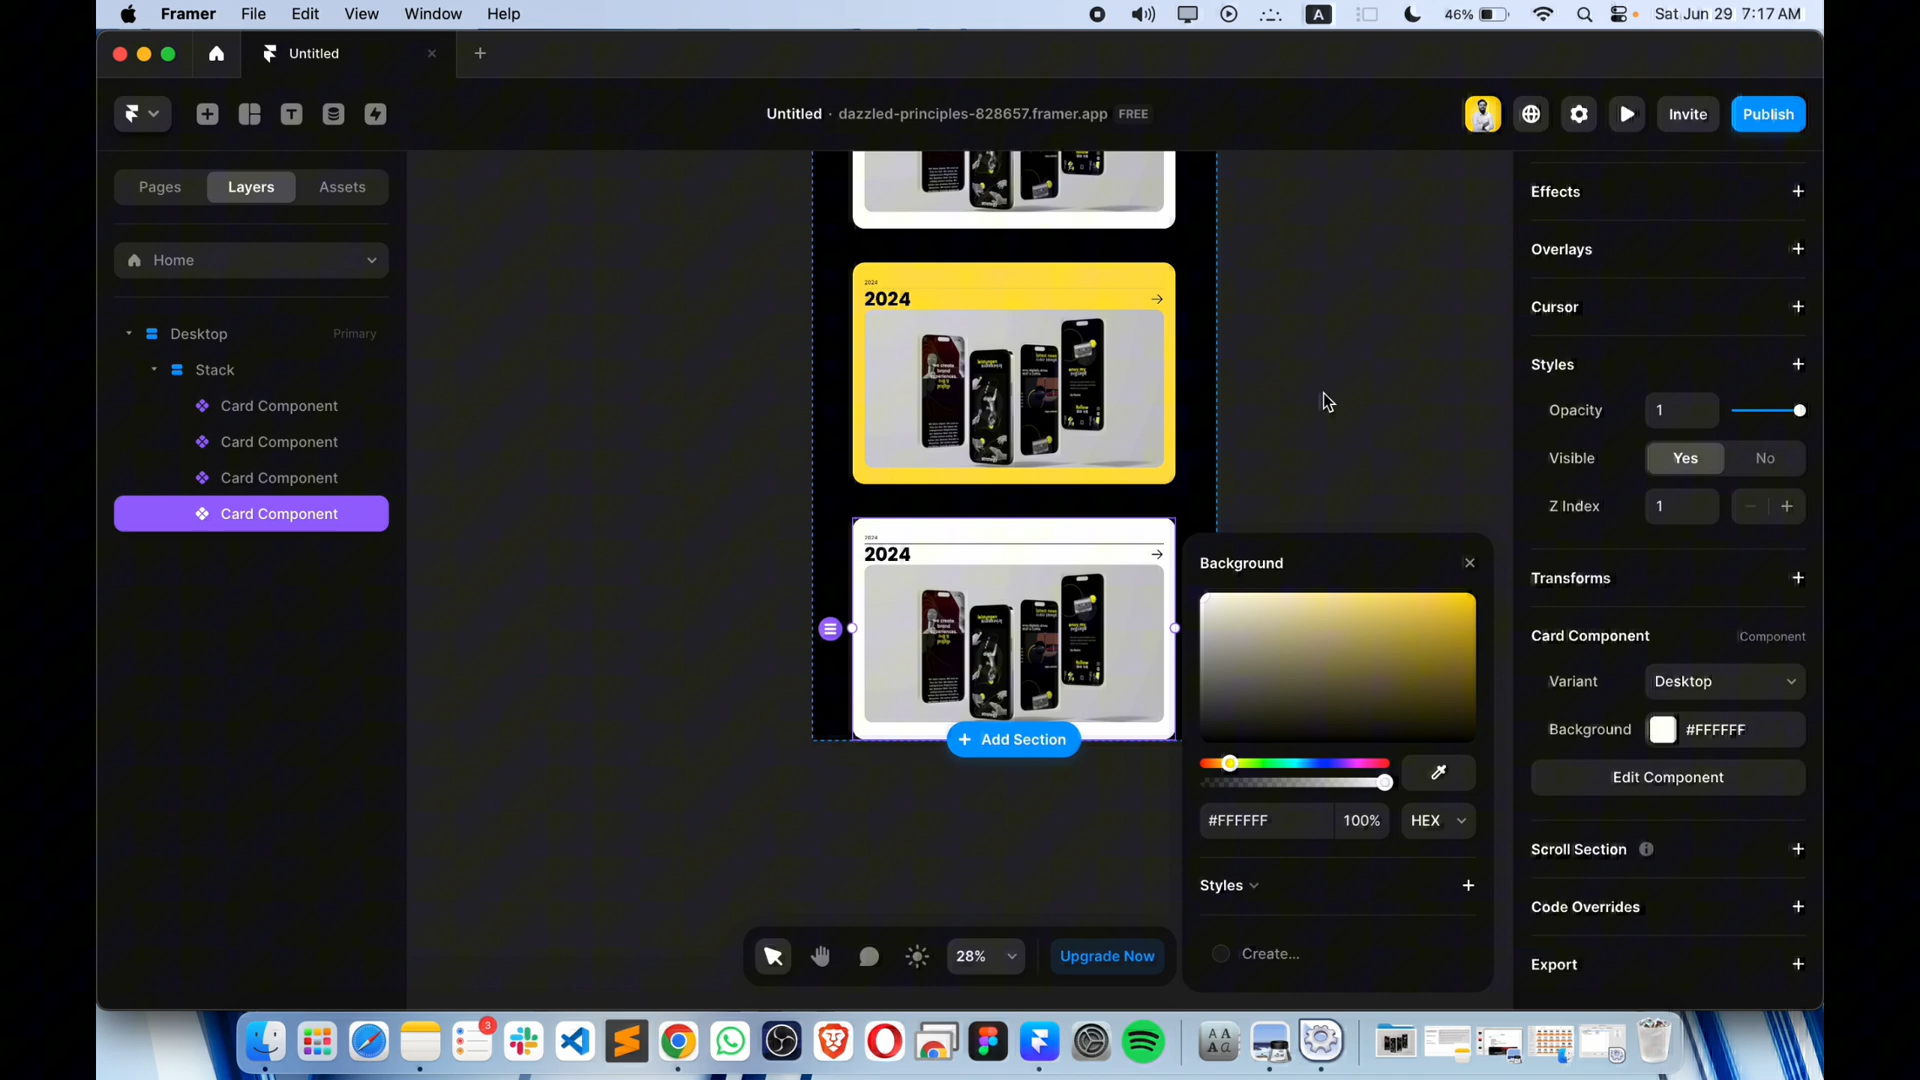 Framer File Edit View Window Help
A 46% Sat Jun 29 7:17 AM
Untitled
Untitled · dazzled-principles-828657.framer.app FREE
Invite Publish
Pages Layers Assets
Home
Desktop Primary
Stack
Card Component
Card Component
Card Component
Card Component
2024
2024
2024
2024
+ Add Section
28% Upgrade Now
Background
#FFFFFF 100% HEX
Styles
Create...
Effects
Overlays
Cursor
Styles
Opacity 1
Visible Yes No
Z Index 1
Transforms
Card Component Component
Variant Desktop
Background #FFFFFF
Edit Component
Scroll Section
Code Overrides
Export
3